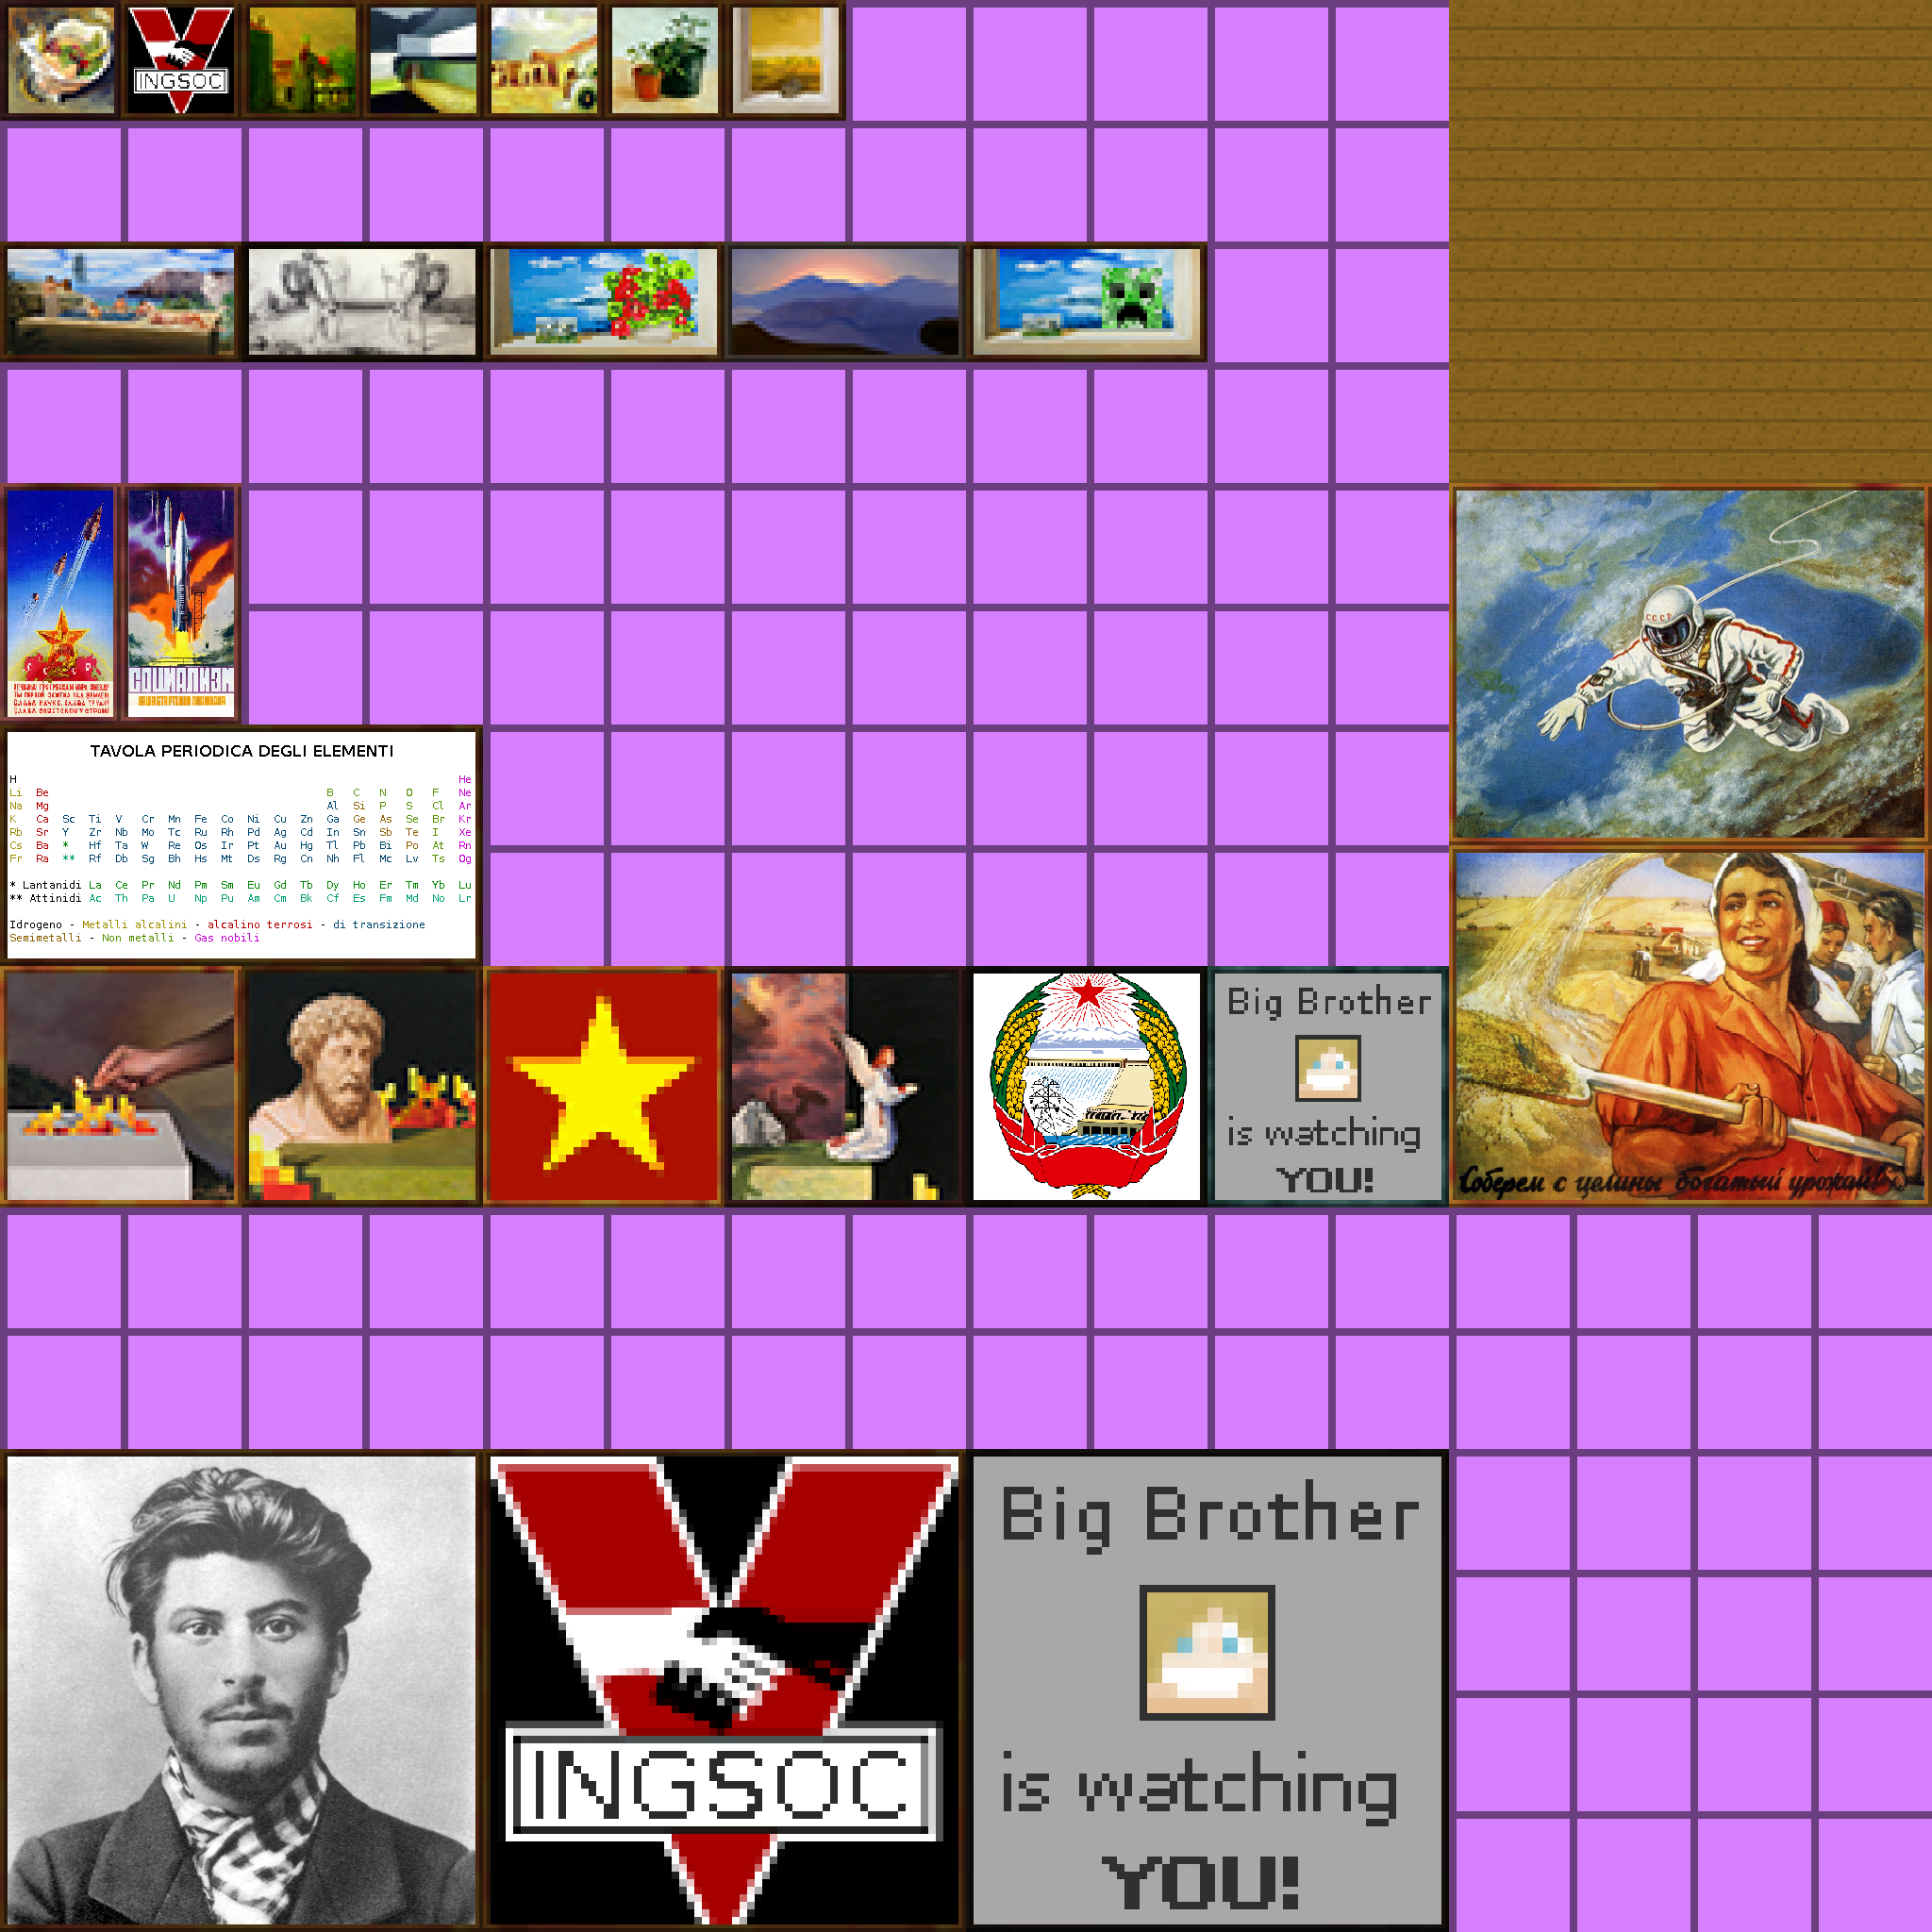 INGSOC
СССР
СОЦИАЛИЗМ
TAVOLA PERIODICA DEGLI ELEMENTI
H He
Li Be B C N O F Ne
Na Mg Al Si P S Cl Ar
K Ca Sc Ti V Cr Mn Fe Co Ni Cu Zn Ga Ge As Se Br Kr
Rb Sr Y Zr Nb Mo Tc Ru Rh Pd Ag Cd In Sn Sb Te I Xe
Cs Ba * Hf Ta W Re Os Ir Pt Au Hg Tl Pb Bi Po At Rn
Fr Ra ** Rf Db Sg Bh Hs Mt Ds Rg Cn Nh Fl Mc Lv Ts Og
* Lantanidi La Ce Pr Nd Pm Sm Eu Gd Tb Dy Ho Er Tm Yb Lu
** Attinidi Ac Th Pa U Np Pu Am Cm Bk Cf Es Fm Md No Lr
Idrogeno - Metalli alcalini - alcalino terrosi - di transizione
Semimetalli - Non metalli - Gas nobili
Big Brother
is watching
YOU!
Соберем с целины богатый урожай!
INGSOC
Big Brother
is watching
YOU!